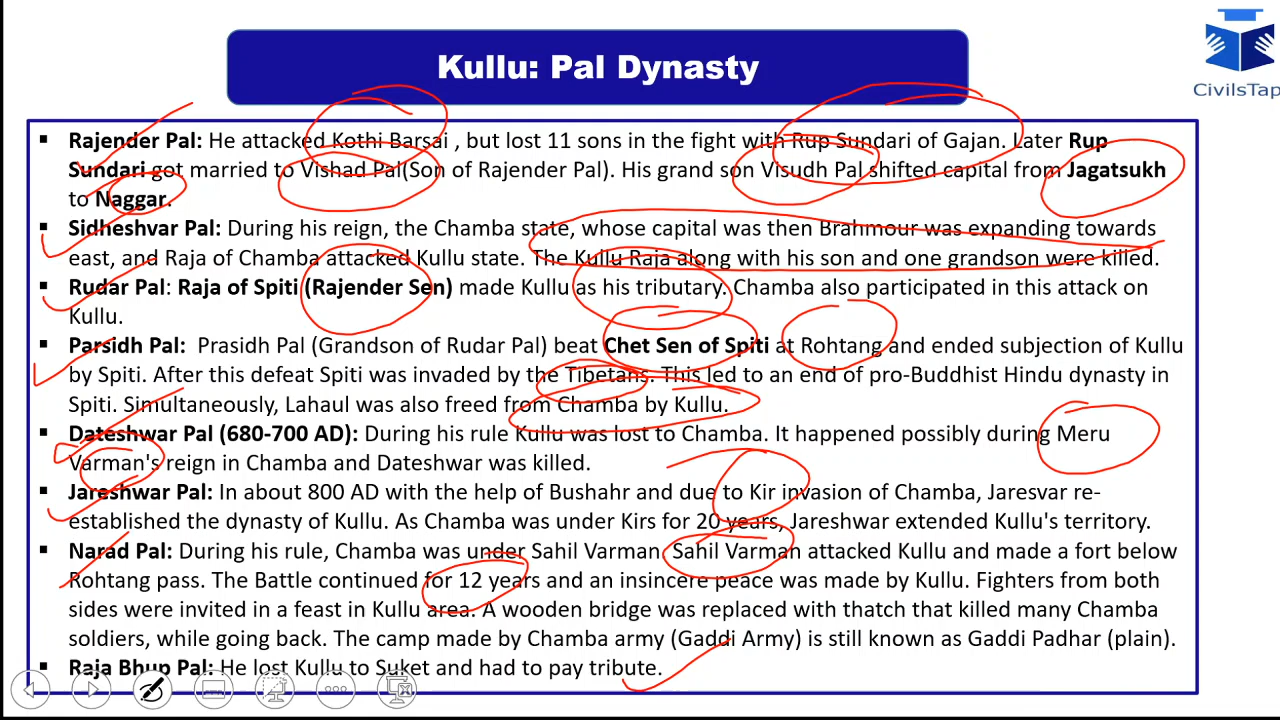 Kullu: Pal Dynasty
CivilsTap
▪ Rajender Pal: He attacked Kothi Barsai , but lost 11 sons in the fight with Rup Sundari of Gajan. Later Rup
Sundari got married to Vishad Pal(Son of Rajender Pal). His grand son Visudh Pal shifted capital from Jagatsukh
to Naggar.
▪ Sidheshvar Pal: During his reign, the Chamba state, whose capital was then Brahmour was expanding towards
east, and Raja of Chamba attacked Kullu state. The Kullu Raja along with his son and one grandson were killed.
▪ Rudar Pal: Raja of Spiti (Rajender Sen) made Kullu as his tributary. Chamba also participated in this attack on
Kullu.
▪ Parsidh Pal: Prasidh Pal (Grandson of Rudar Pal) beat Chet Sen of Spiti at Rohtang and ended subjection of Kullu
by Spiti. After this defeat Spiti was invaded by the Tibetans. This led to an end of pro-Buddhist Hindu dynasty in
Spiti. Simultaneously, Lahaul was also freed from Chamba by Kullu.
▪ Dateshwar Pal (680-700 AD): During his rule Kullu was lost to Chamba. It happened possibly during Meru
Varman's reign in Chamba and Dateshwar was killed.
▪ Jareshwar Pal: In about 800 AD with the help of Bushahr and due to Kir invasion of Chamba, Jaresvar re-
established the dynasty of Kullu. As Chamba was under Kirs for 20 years, Jareshwar extended Kullu's territory.
▪ Narad Pal: During his rule, Chamba was under Sahil Varman. Sahil Varman attacked Kullu and made a fort below
Rohtang pass. The Battle continued for 12 years and an insincere peace was made by Kullu. Fighters from both
sides were invited in a feast in Kullu area. A wooden bridge was replaced with thatch that killed many Chamba
soldiers, while going back. The camp made by Chamba army (Gaddi Army) is still known as Gaddi Padhar (plain).
▪ Raja Bhup Pal: He lost Kullu to Suket and had to pay tribute.